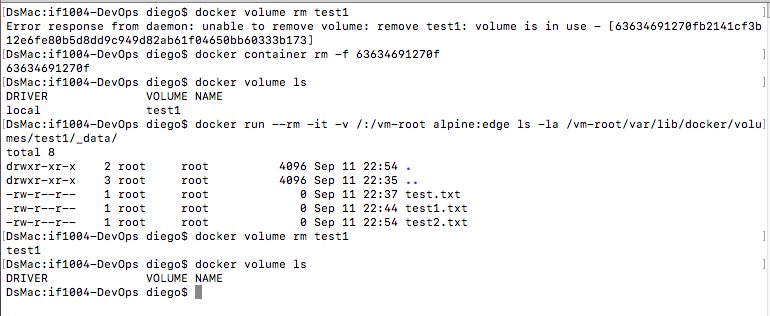 DsMac:if1004-DevOps diego$ docker volume rm test1
Error response from daemon: unable to remove volume: remove test1: volume is in use - [63634691270fb2141cf3b
12e6fe80b5d8dd9c949d82ab61f04650bb60333b173]
DsMac:if1004-DevOps diego$ docker container rm -f 63634691270f
63634691270f
DsMac:if1004-DevOps diego$ docker volume ls
DRIVER              VOLUME NAME
local               test1
DsMac:if1004-DevOps diego$ docker run --rm -it -v /:/vm-root alpine:edge ls -la /vm-root/var/lib/docker/volu
mes/test1/_data/
total 8
drwxr-xr-x    2 root     root          4096 Sep 11 22:54 .
drwxr-xr-x    3 root     root          4096 Sep 11 22:35 ..
-rw-r--r--    1 root     root             0 Sep 11 22:37 test.txt
-rw-r--r--    1 root     root             0 Sep 11 22:44 test1.txt
-rw-r--r--    1 root     root             0 Sep 11 22:54 test2.txt
DsMac:if1004-DevOps diego$ docker volume rm test1
test1
DsMac:if1004-DevOps diego$ docker volume ls
DRIVER              VOLUME NAME
DsMac:if1004-DevOps diego$